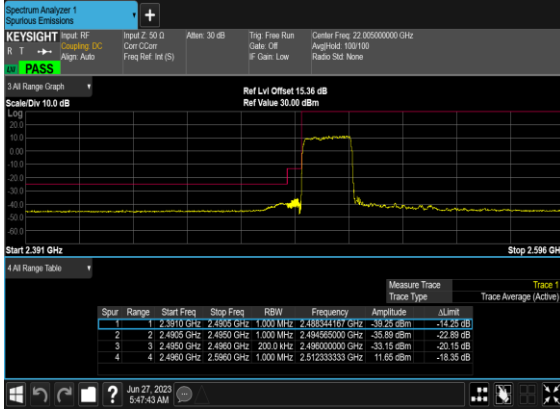 Spectrum Analyzer 1
Spurious Emissions
+
KEYSIGHT Input: RF Input Z: 50 Ω Atten: 30 dB Trig: Free Run Center Freq: 22.005000000 GHz
R T Coupling: DC Corr CCorr Gate: Off Avg|Hold: 100/100
Align: Auto Freq Ref: Int (S) IF Gain: Low Radio Std: None
PASS
3 All Range Graph
Ref Lvl Offset 15.36 dB
Scale/Div 10.0 dB Ref Value 30.00 dBm
Log
20.0
10.0
0.00
-10.0
-20.0
-30.0
-40.0
-50.0
-60.0
Start 2.391 GHz Stop 2.596 GH
4 All Range Table
Measure Trace Trace 1
Trace Type Trace Average (Active)
Spur Range Start Freq Stop Freq RBW Frequency Amplitude ΔLimit
1 1 2.3910 GHz 2.4905 GHz 1.000 MHz 2.488344167 GHz -39.25 dBm -14.25 dB
2 2 2.4905 GHz 2.4950 GHz 1.000 MHz 2.494565000 GHz -35.89 dBm -22.89 dB
3 3 2.4950 GHz 2.4960 GHz 200.0 kHz 2.496000000 GHz -33.15 dBm -20.15 dB
4 4 2.4960 GHz 2.5960 GHz 1.000 MHz 2.512333333 GHz 11.65 dBm -18.35 dB
? Jun 27, 2023
5:47:43 AM